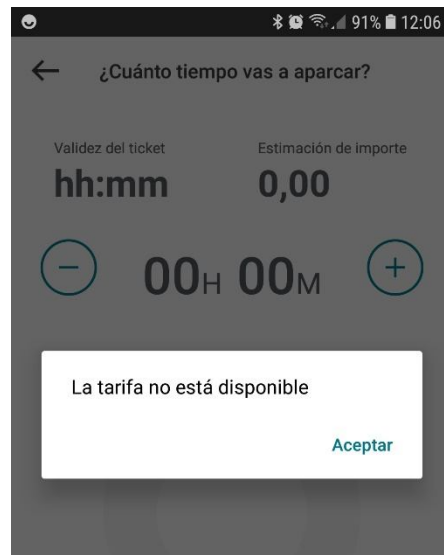 91% 12:06
¿Cuánto tiempo vas a aparcar?
Validez del ticket Estimación de importe
hh:mm 0,00
00H 00M
La tarifa no está disponible
Aceptar